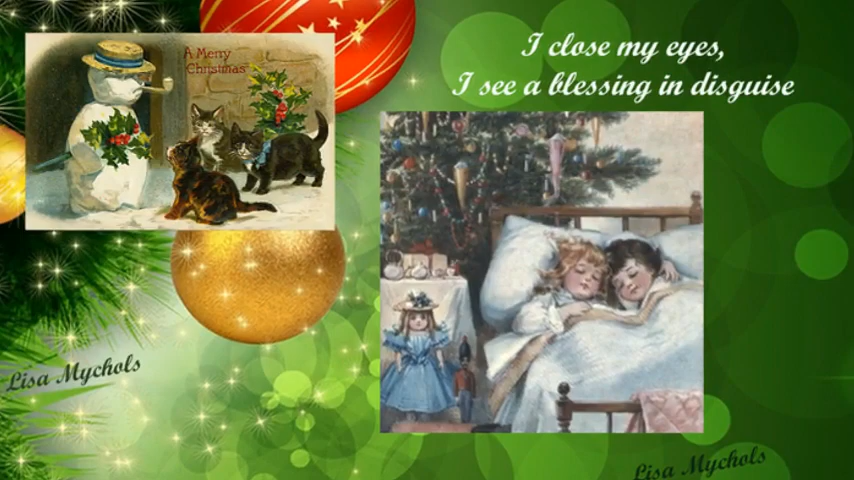 A Merry
Christmas
I close my eyes,
I see a blessing in disguise
Lisa Mychols
Lisa Mychols